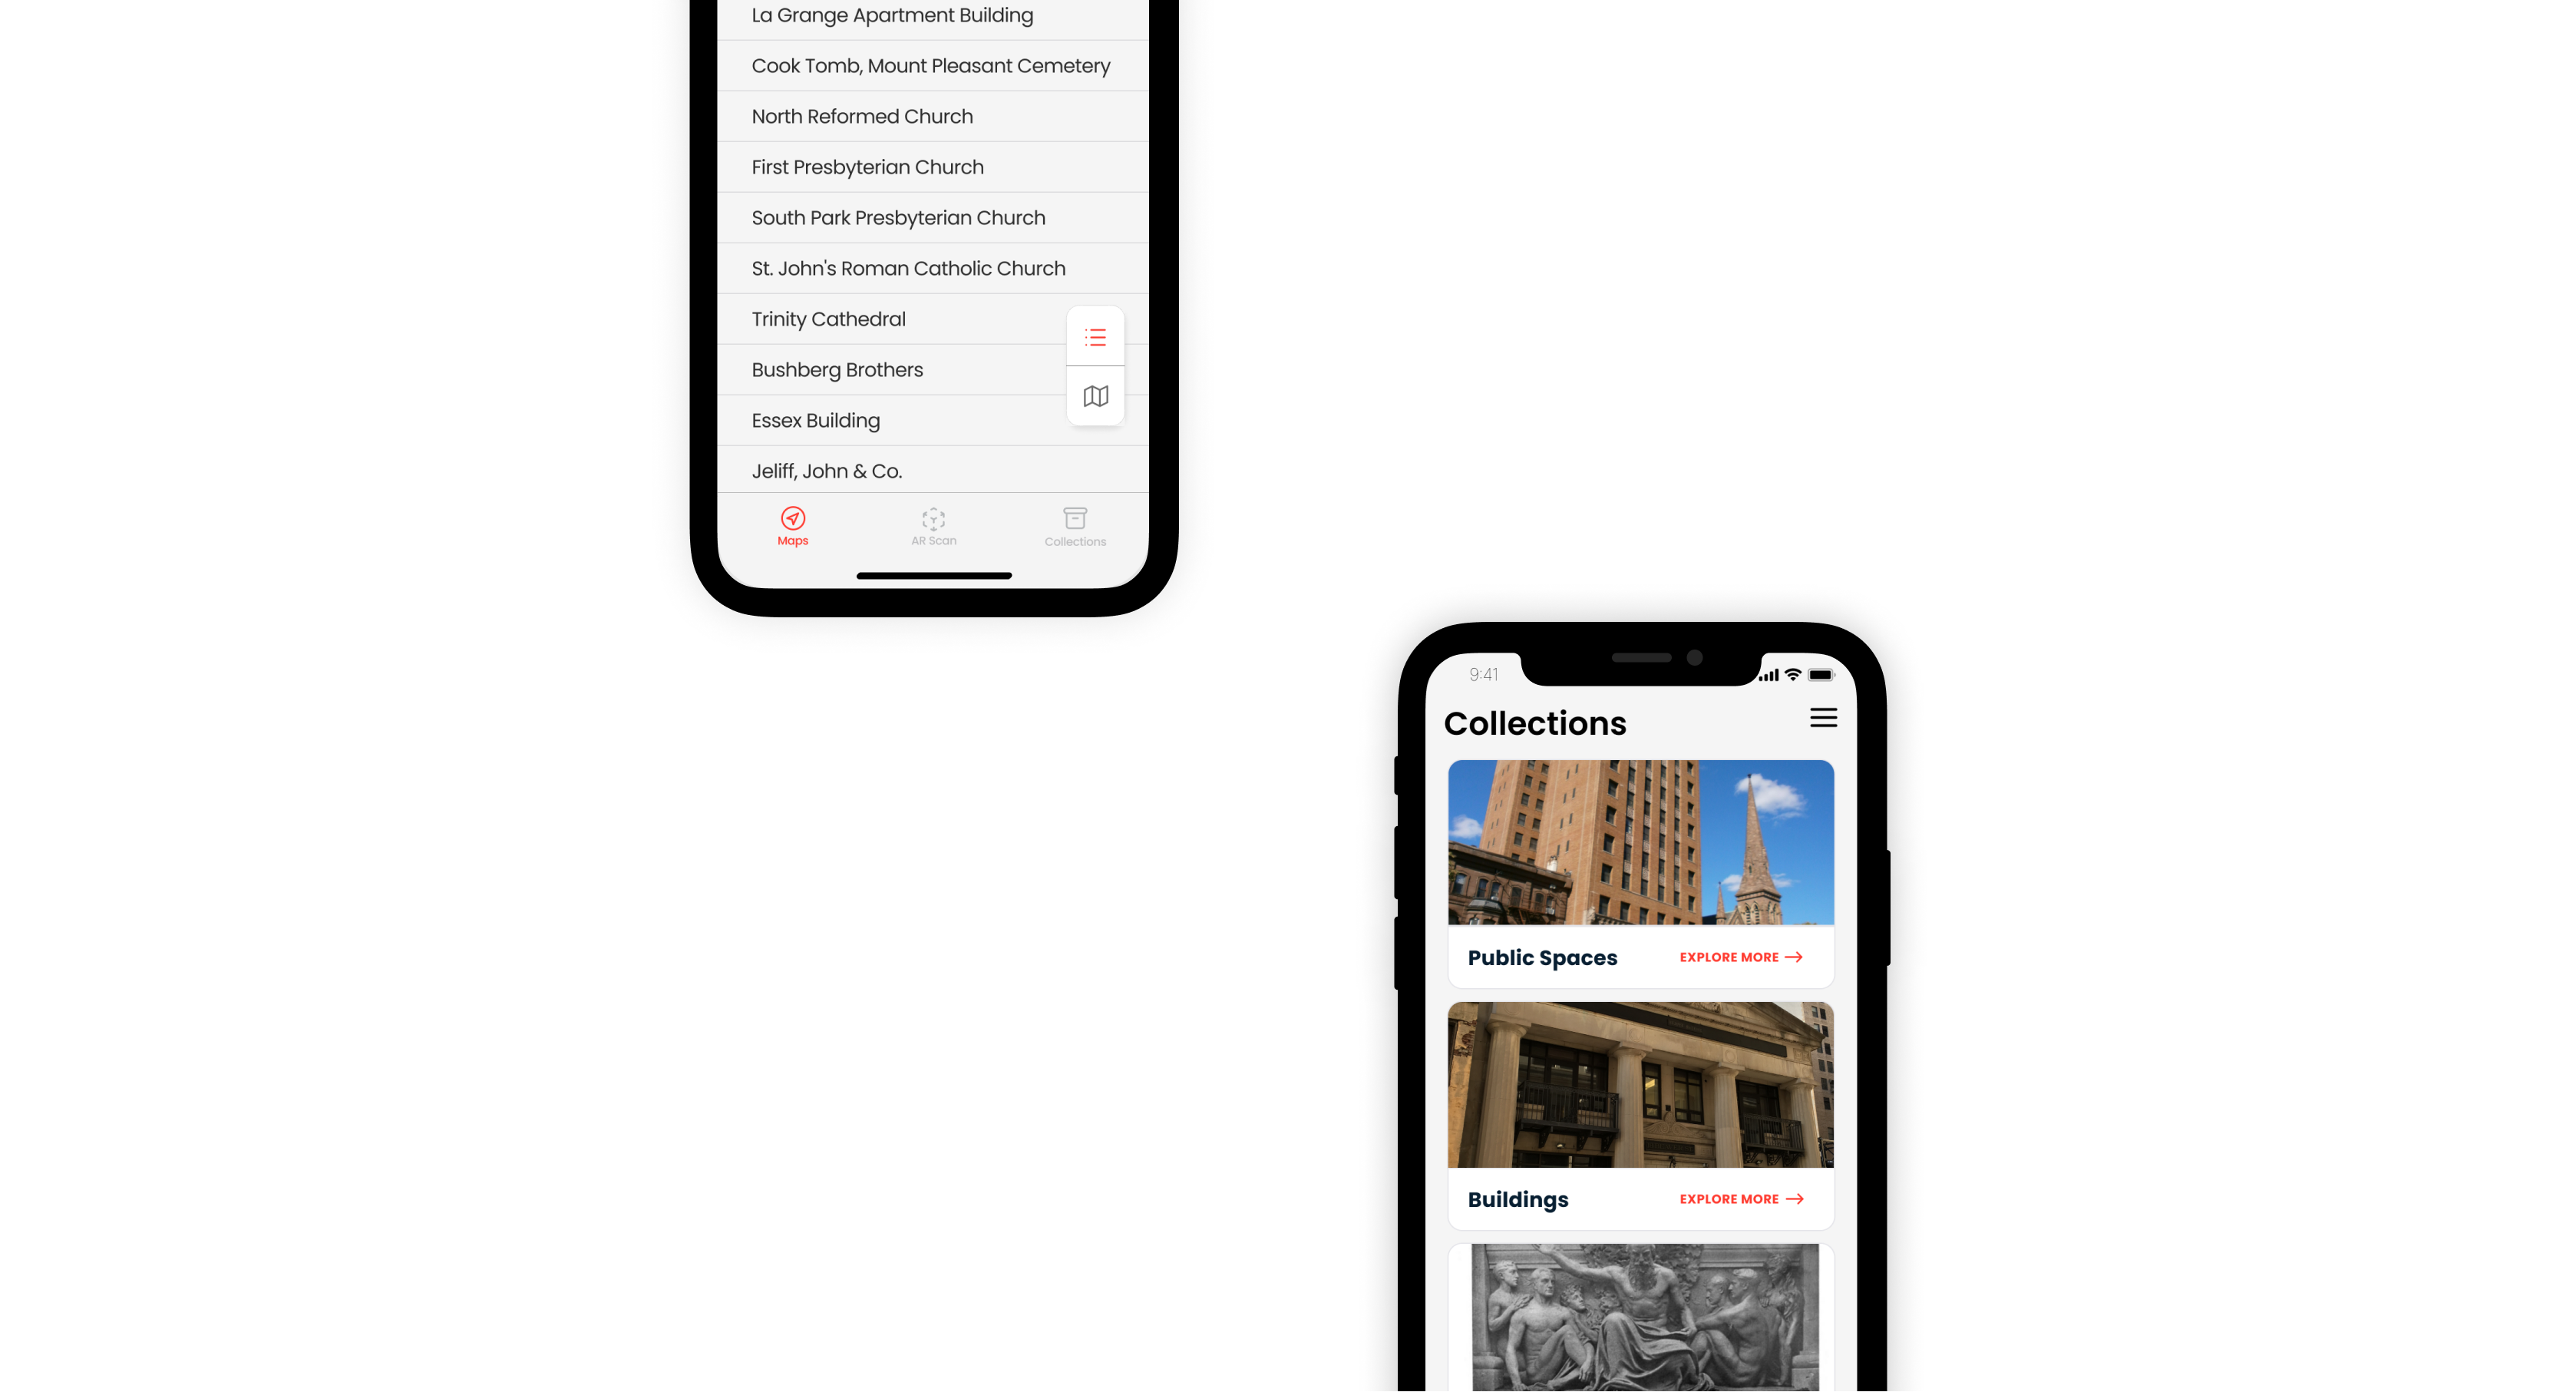 La Grange Apartment Building
Cook Tomb, Mount Pleasant Cemetery
North Reformed Church
First Presbyterian Church
South Park Presbyterian Church
St. John's Roman Catholic Church
Trinity Cathedral
Bushberg Brothers
Essex Building
Jeliff, John & Co.
Maps
AR Scan
Collections
9:41
Collections
Public Spaces
EXPLORE MORE
Buildings
EXPLORE MORE